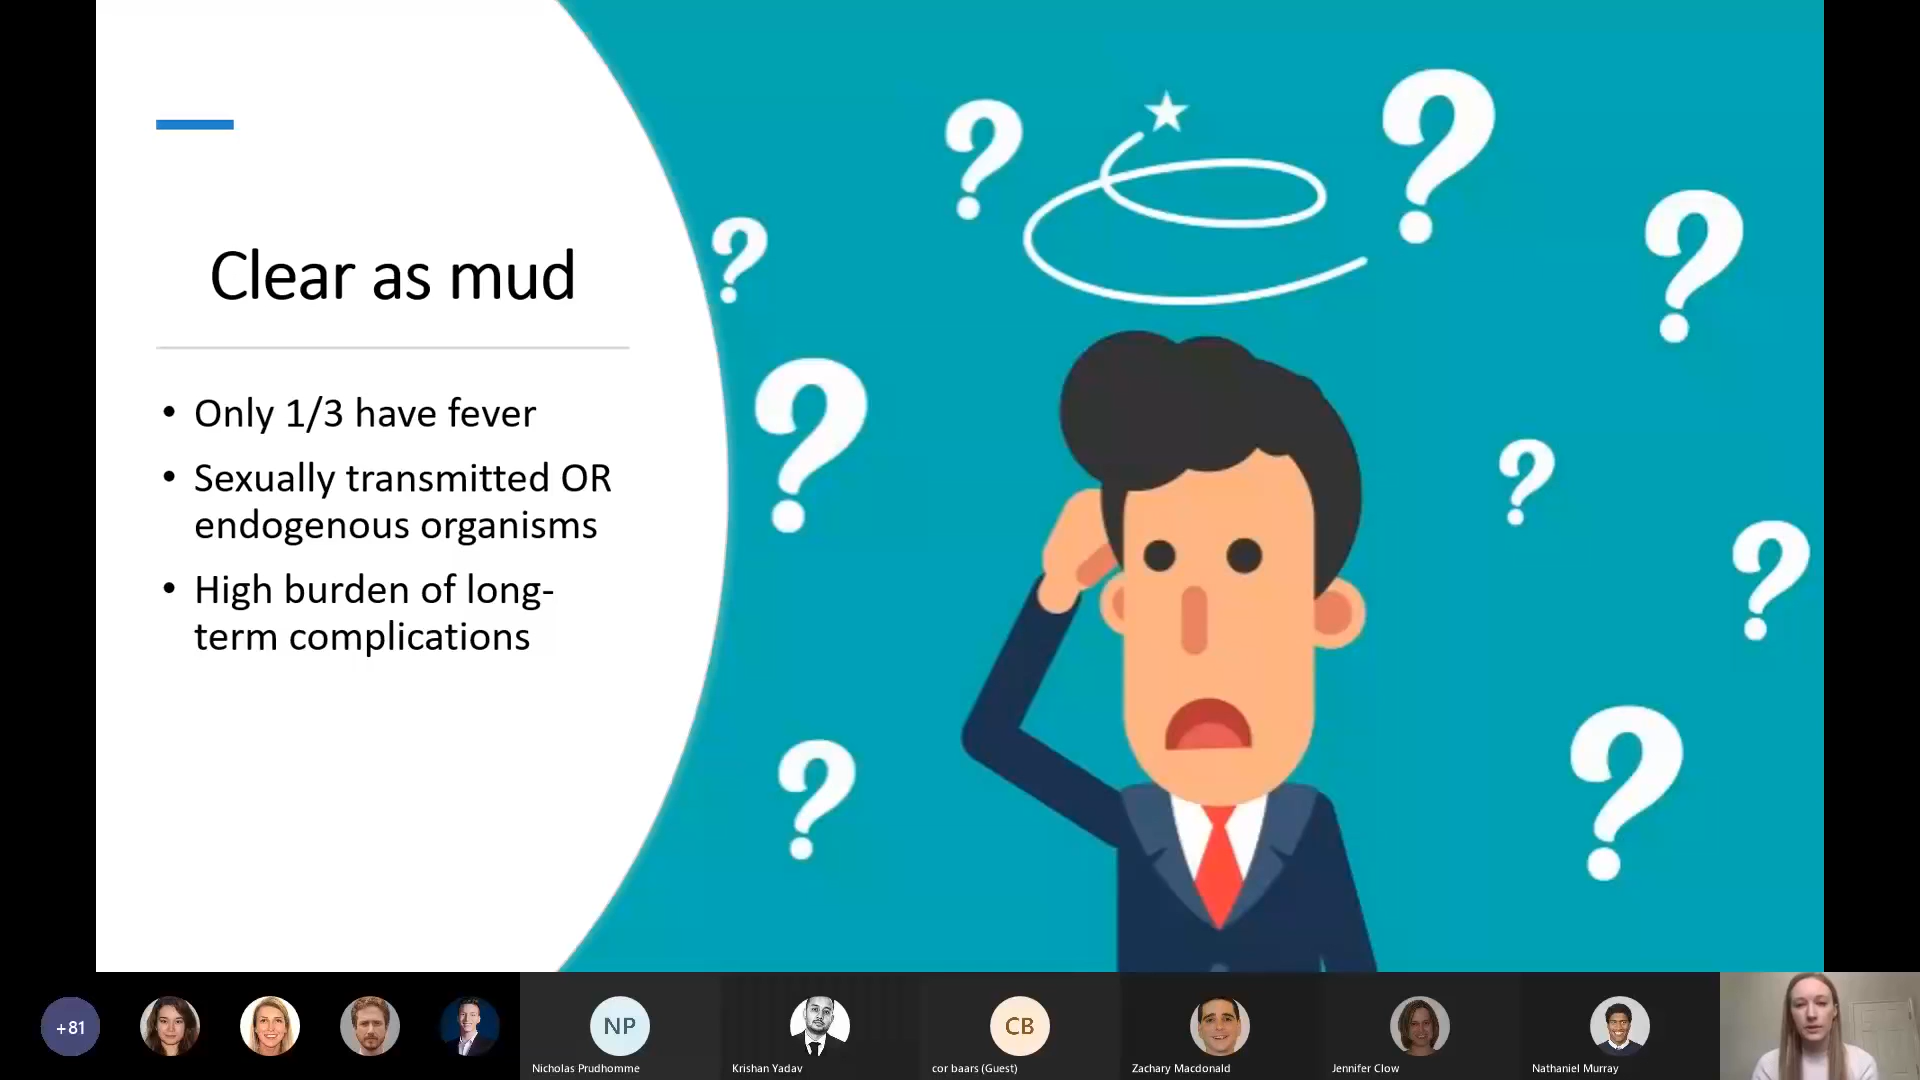 Clear as mud
• Only 1/3 have fever
• Sexually transmitted OR
endogenous organisms
• High burden of long-
term complications
+81
NP
CB
Nicholas Prudhomme
Krishan Yadav
cor baars (Guest)
Zachary Macdonald
Jennifer Clow
Nathaniel Murray